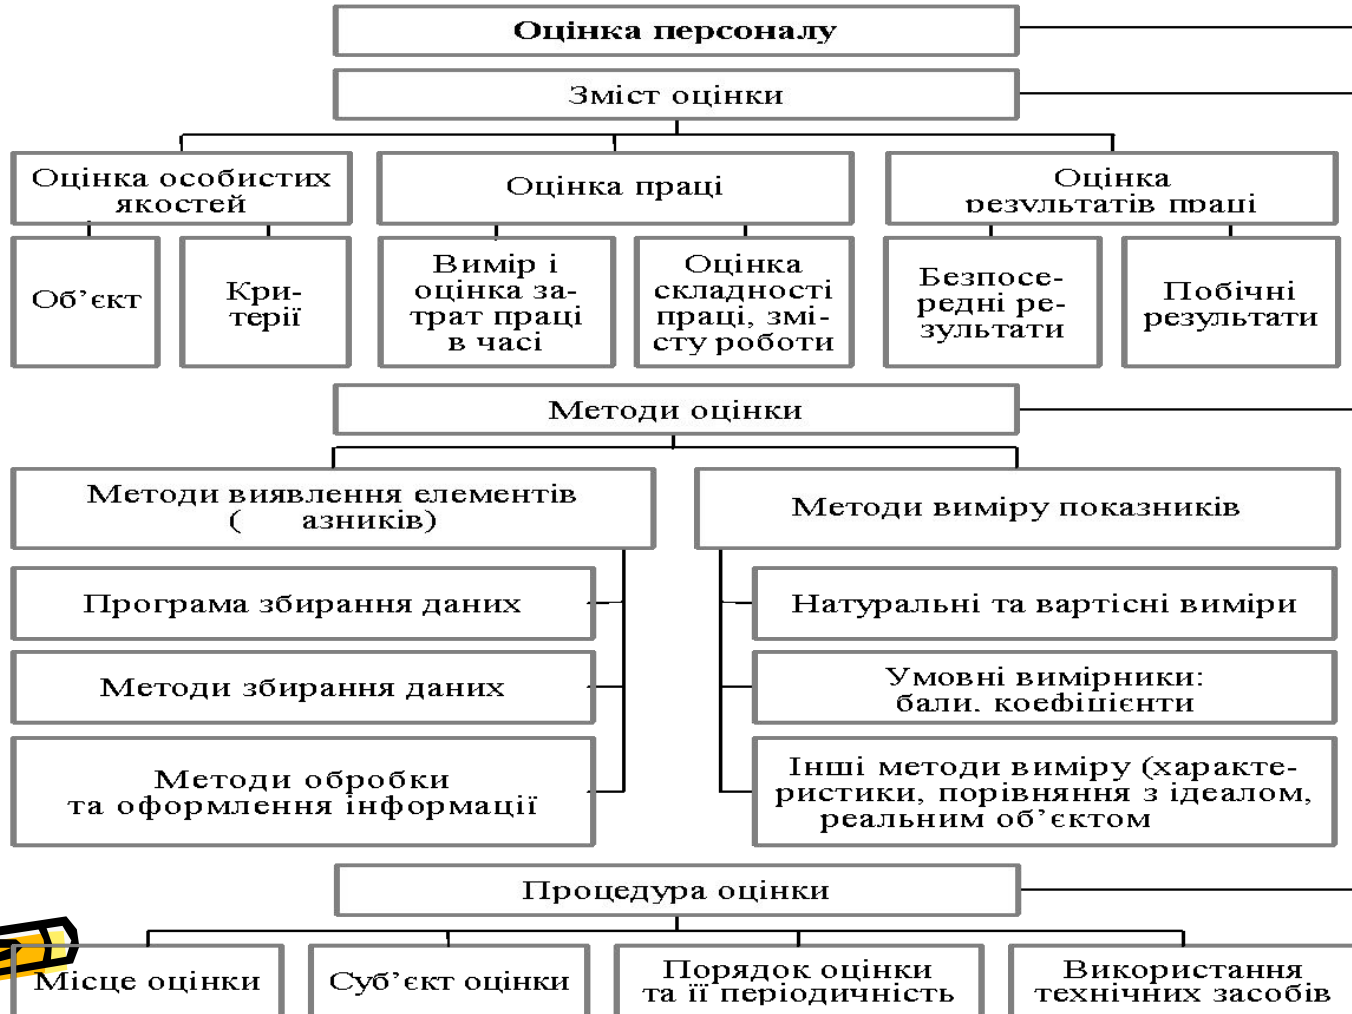 Оцінка персоналу
Зміст оцінки
Оцінка особистих
якостей
Оцінка праці
Оцінка
результатів праці
Об’єкт
Кри-
терії
Вимір і
оцінка за-
трат праці
в часі
Оцінка
складності
праці, змі-
сту роботи
Безпосе-
редні ре-
зультати
Побічні
результати
Методи оцінки
Методи виявлення елементів
( азників)
Методи виміру показників
Програма збирання даних
Методи збирання даних
Методи обробки
та оформлення інформації
Натуральні та вартісні виміри
Умовні вимірники:
бали, коефіцієнти
Інші методи виміру (характе-
ристики, порівняння з ідеалом,
реальним об’єктом
Процедура оцінки
Місце оцінки
Суб’єкт оцінки
Порядок оцінки
та її періодичність
Використання
технічних засобів